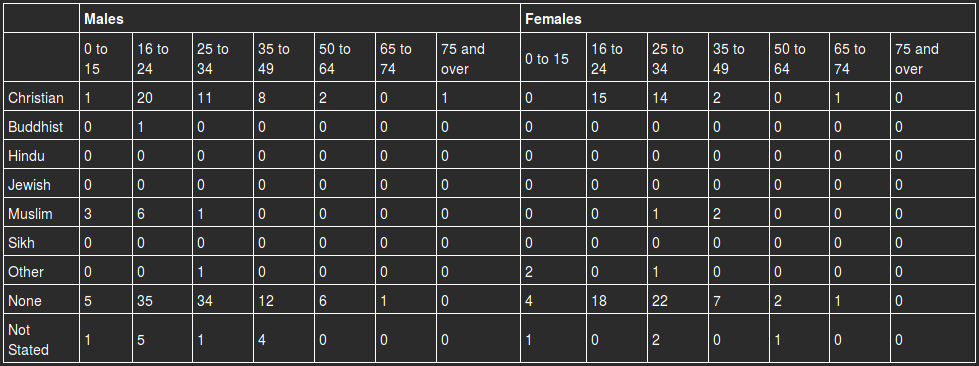 Males Females
0 to 15 16 to 24 25 to 34 35 to 49 50 to 64 65 to 74 75 and over 0 to 15 16 to 24 25 to 34 35 to 49 50 to 64 65 to 74 75 and over
Christian 1 20 11 8 2 0 1 0 15 14 2 0 1 0
Buddhist 0 1 0 0 0 0 0 0 0 0 0 0 0 0
Hindu 0 0 0 0 0 0 0 0 0 0 0 0 0 0
Jewish 0 0 0 0 0 0 0 0 0 0 0 0 0 0
Muslim 3 6 1 0 0 0 0 0 0 1 2 0 0 0
Sikh 0 0 0 0 0 0 0 0 0 0 0 0 0 0
Other 0 0 1 0 0 0 0 2 0 1 0 0 0 0
None 5 35 34 12 6 1 0 4 18 22 7 2 1 0
Not Stated 1 5 1 4 0 0 0 1 0 2 0 1 0 0